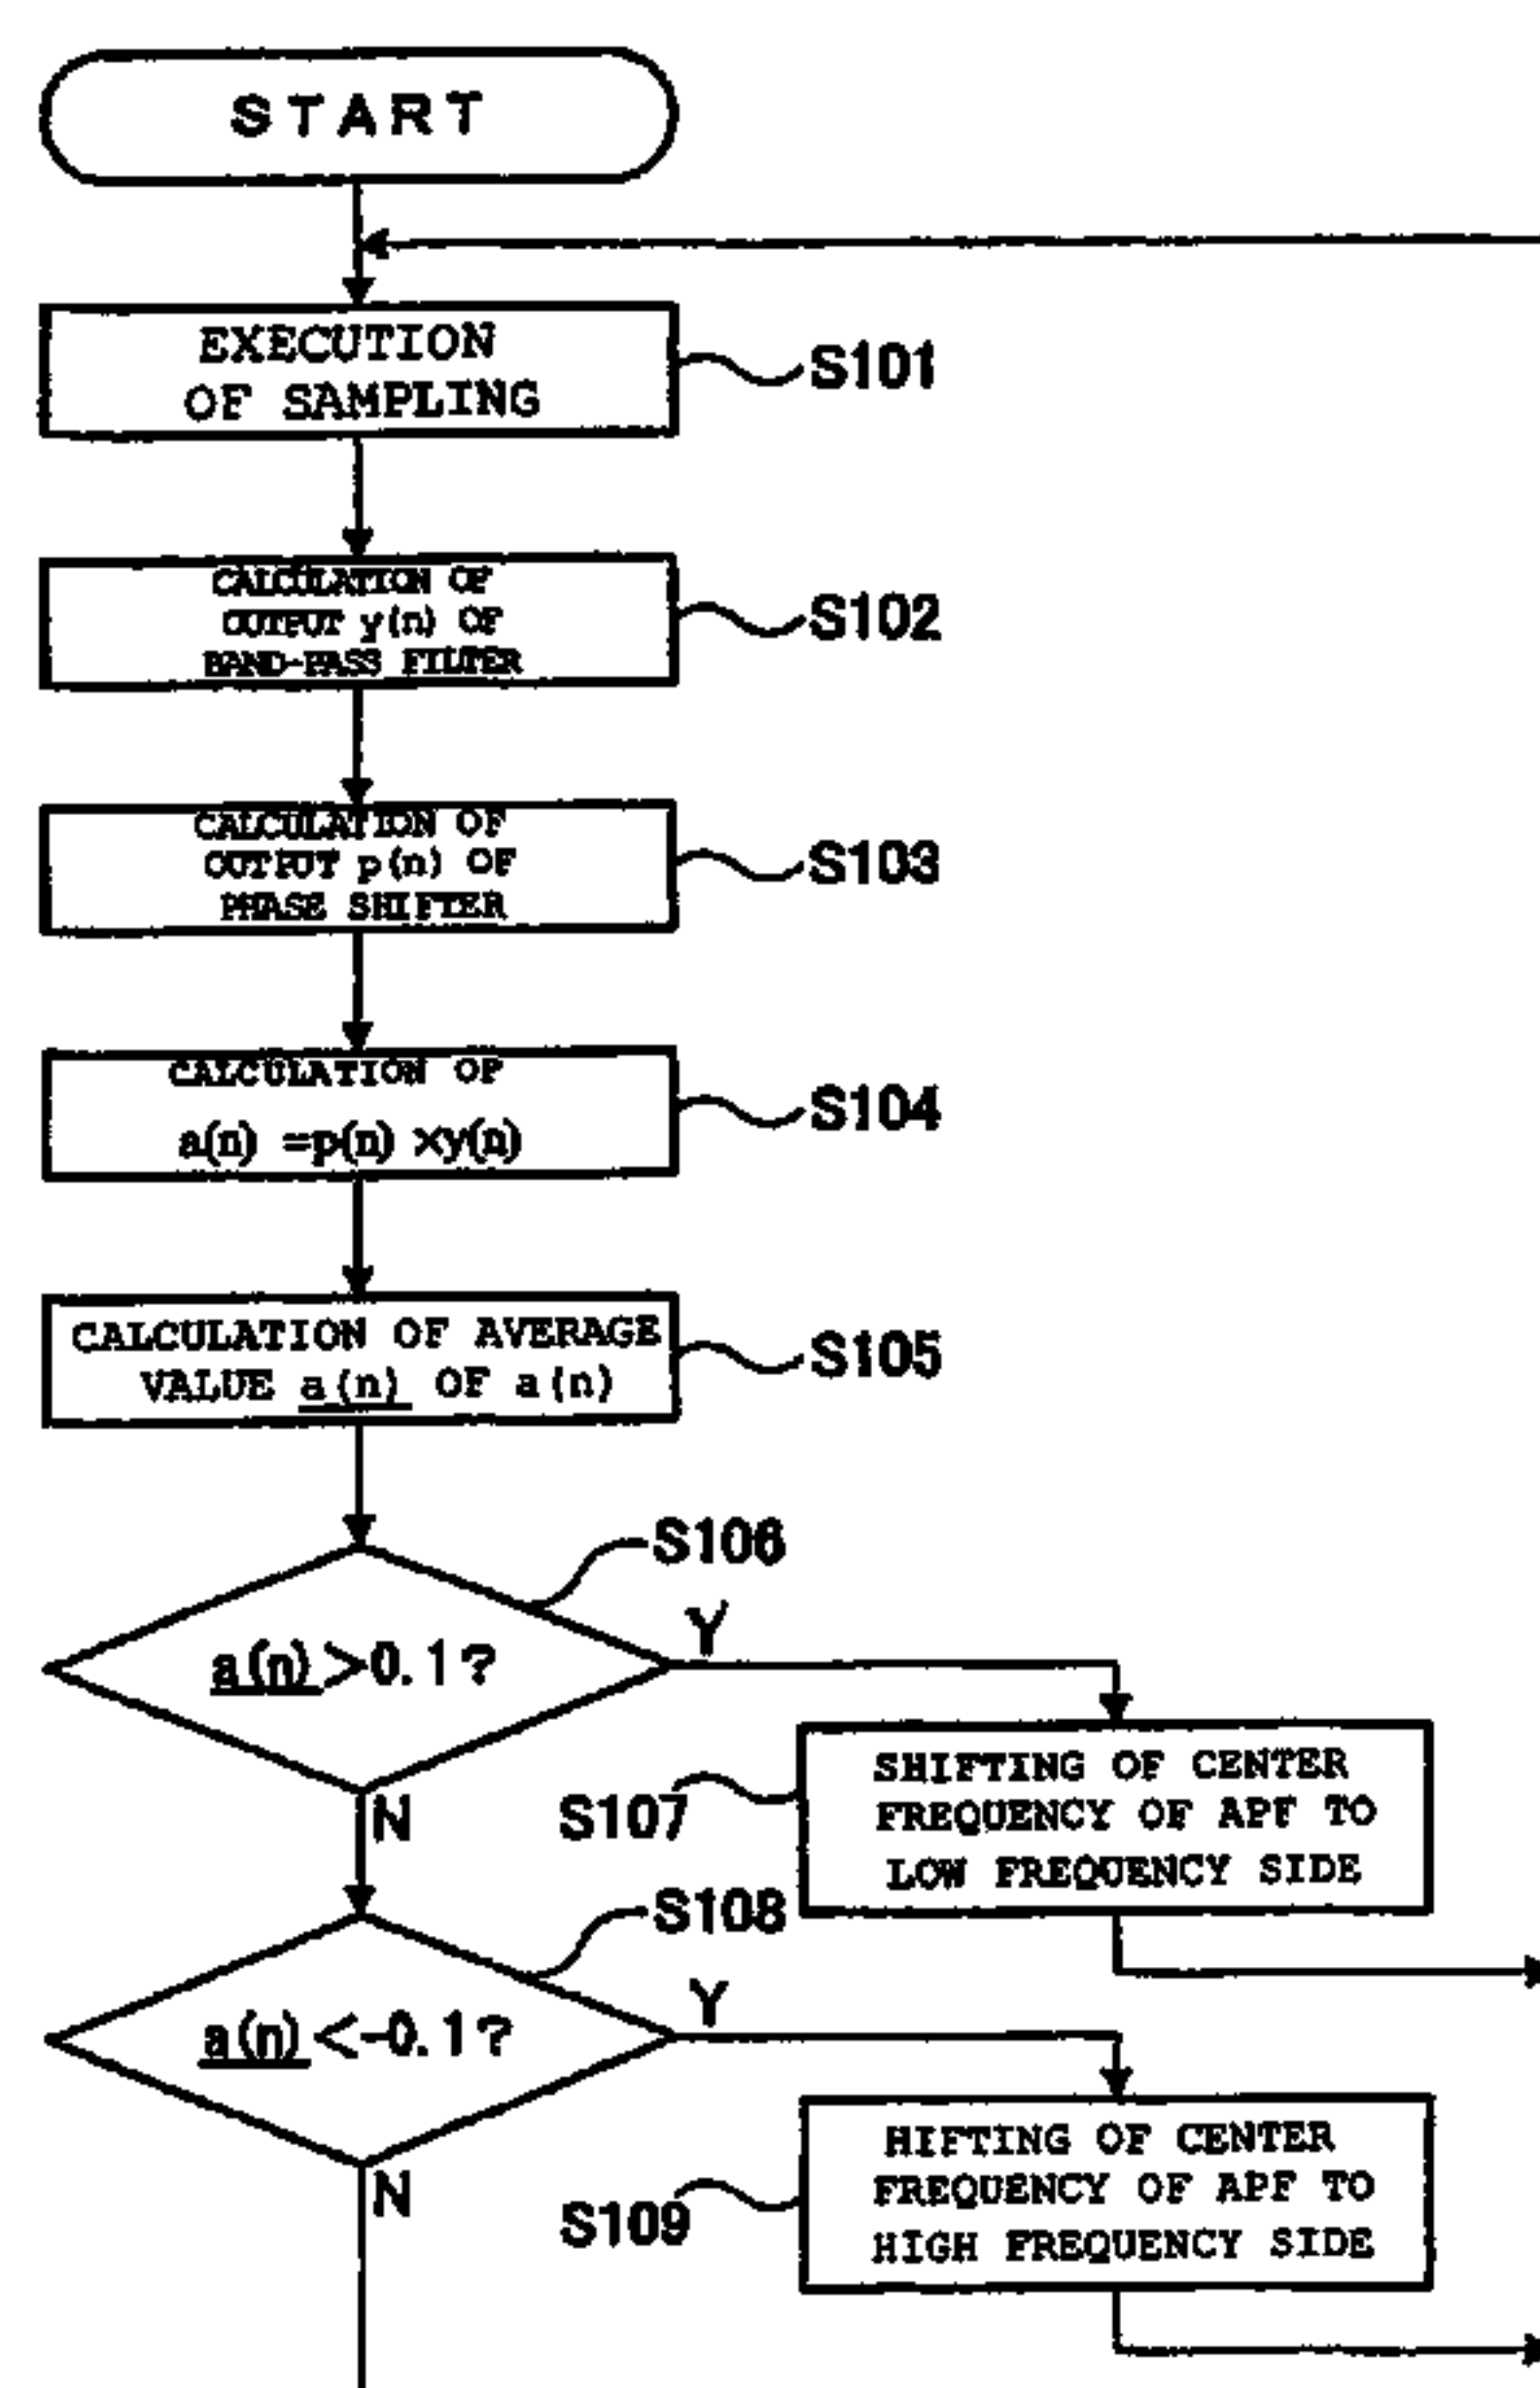 START
EXECUTION
OF SAMPLING
S101
CALCULATION OF
OUTPUT y(n) OF
BAND-PASS FILTER
S102
CALCULATION OF
OUTPUT p(n) OF
PHASE SHIFTER
S103
CALCULATION OF
a(n) =p(n) ×y(n)
S104
CALCULATION OF AVERAGE
VALUE a(n) OF a(n)
S105
S106
a(n)>0.1?
Y
N
S107
SHIFTING OF CENTER
FREQUENCY OF APF TO
LOW FREQUENCY SIDE
S108
a(n)<-0.1?
Y
N
S109
HIFTING OF CENTER
FREQUENCY OF APF TO
HIGH FREQUENCY SIDE